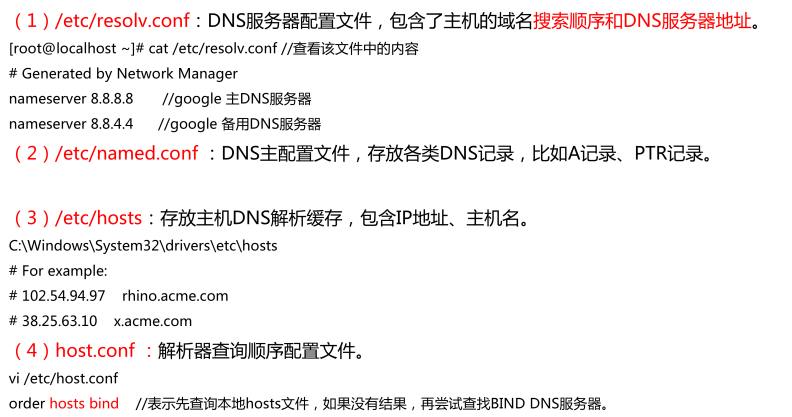 （1）/etc/resolv.conf：DNS服务器配置文件，包含了主机的域名搜索顺序和DNS服务器地址。
[root@localhost ~]# cat /etc/resolv.conf //查看该文件中的内容
# Generated by Network Manager
nameserver 8.8.8.8 //google 主DNS服务器
nameserver 8.8.4.4 //google 备用DNS服务器
（2）/etc/named.conf ：DNS主配置文件，存放各类DNS记录，比如A记录、PTR记录。
（3）/etc/hosts：存放主机DNS解析缓存，包含IP地址、主机名。
C:\Windows\System32\drivers\etc\hosts
# For example:
# 102.54.94.97 rhino.acme.com
# 38.25.63.10 x.acme.com
（4）host.conf ：解析器查询顺序配置文件。
vi /etc/host.conf
order hosts bind //表示先查询本地hosts文件，如果没有结果，再尝试查找BIND DNS服务器。